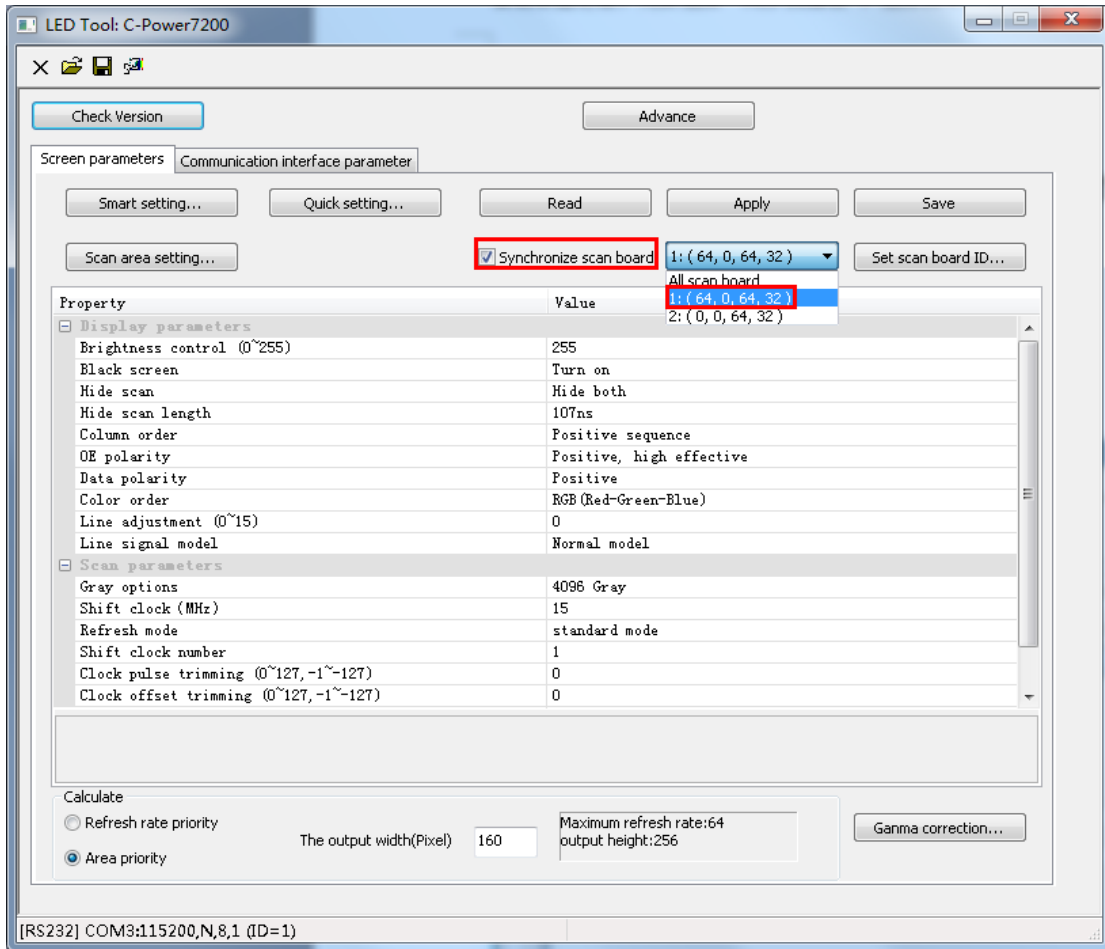 LED Tool: C-Power7200
Check Version
Advance
Screen parameters
Communication interface parameter
Smart setting...
Quick setting...
Read
Apply
Save
Scan area setting...
Synchronize scan board
1: ( 64, 0, 64, 32 )
Set scan board ID...
All scan board
1: ( 64, 0, 64, 32 )
2: ( 0, 0, 64, 32 )
Property Value
Display parameters
Brightness control (0~255) 255
Black screen Turn on
Hide scan Hide both
Hide scan length 107ns
Column order Positive sequence
OE polarity Positive, high effective
Data polarity Positive
Color order RGB(Red-Green-Blue)
Line adjustment (0~15) 0
Line signal model Normal model
Scan parameters
Gray options 4096 Gray
Shift clock(MHz) 15
Refresh mode standard mode
Shift clock number 1
Clock pulse trimming (0~127,-1~-127) 0
Clock offset trimming (0~127,-1~-127) 0
Calculate
Refresh rate priority
Area priority
The output width(Pixel) 160
Maximum refresh rate:64
output height:256
Ganma correction...
[RS232] COM3:115200,N,8,1 (ID=1)